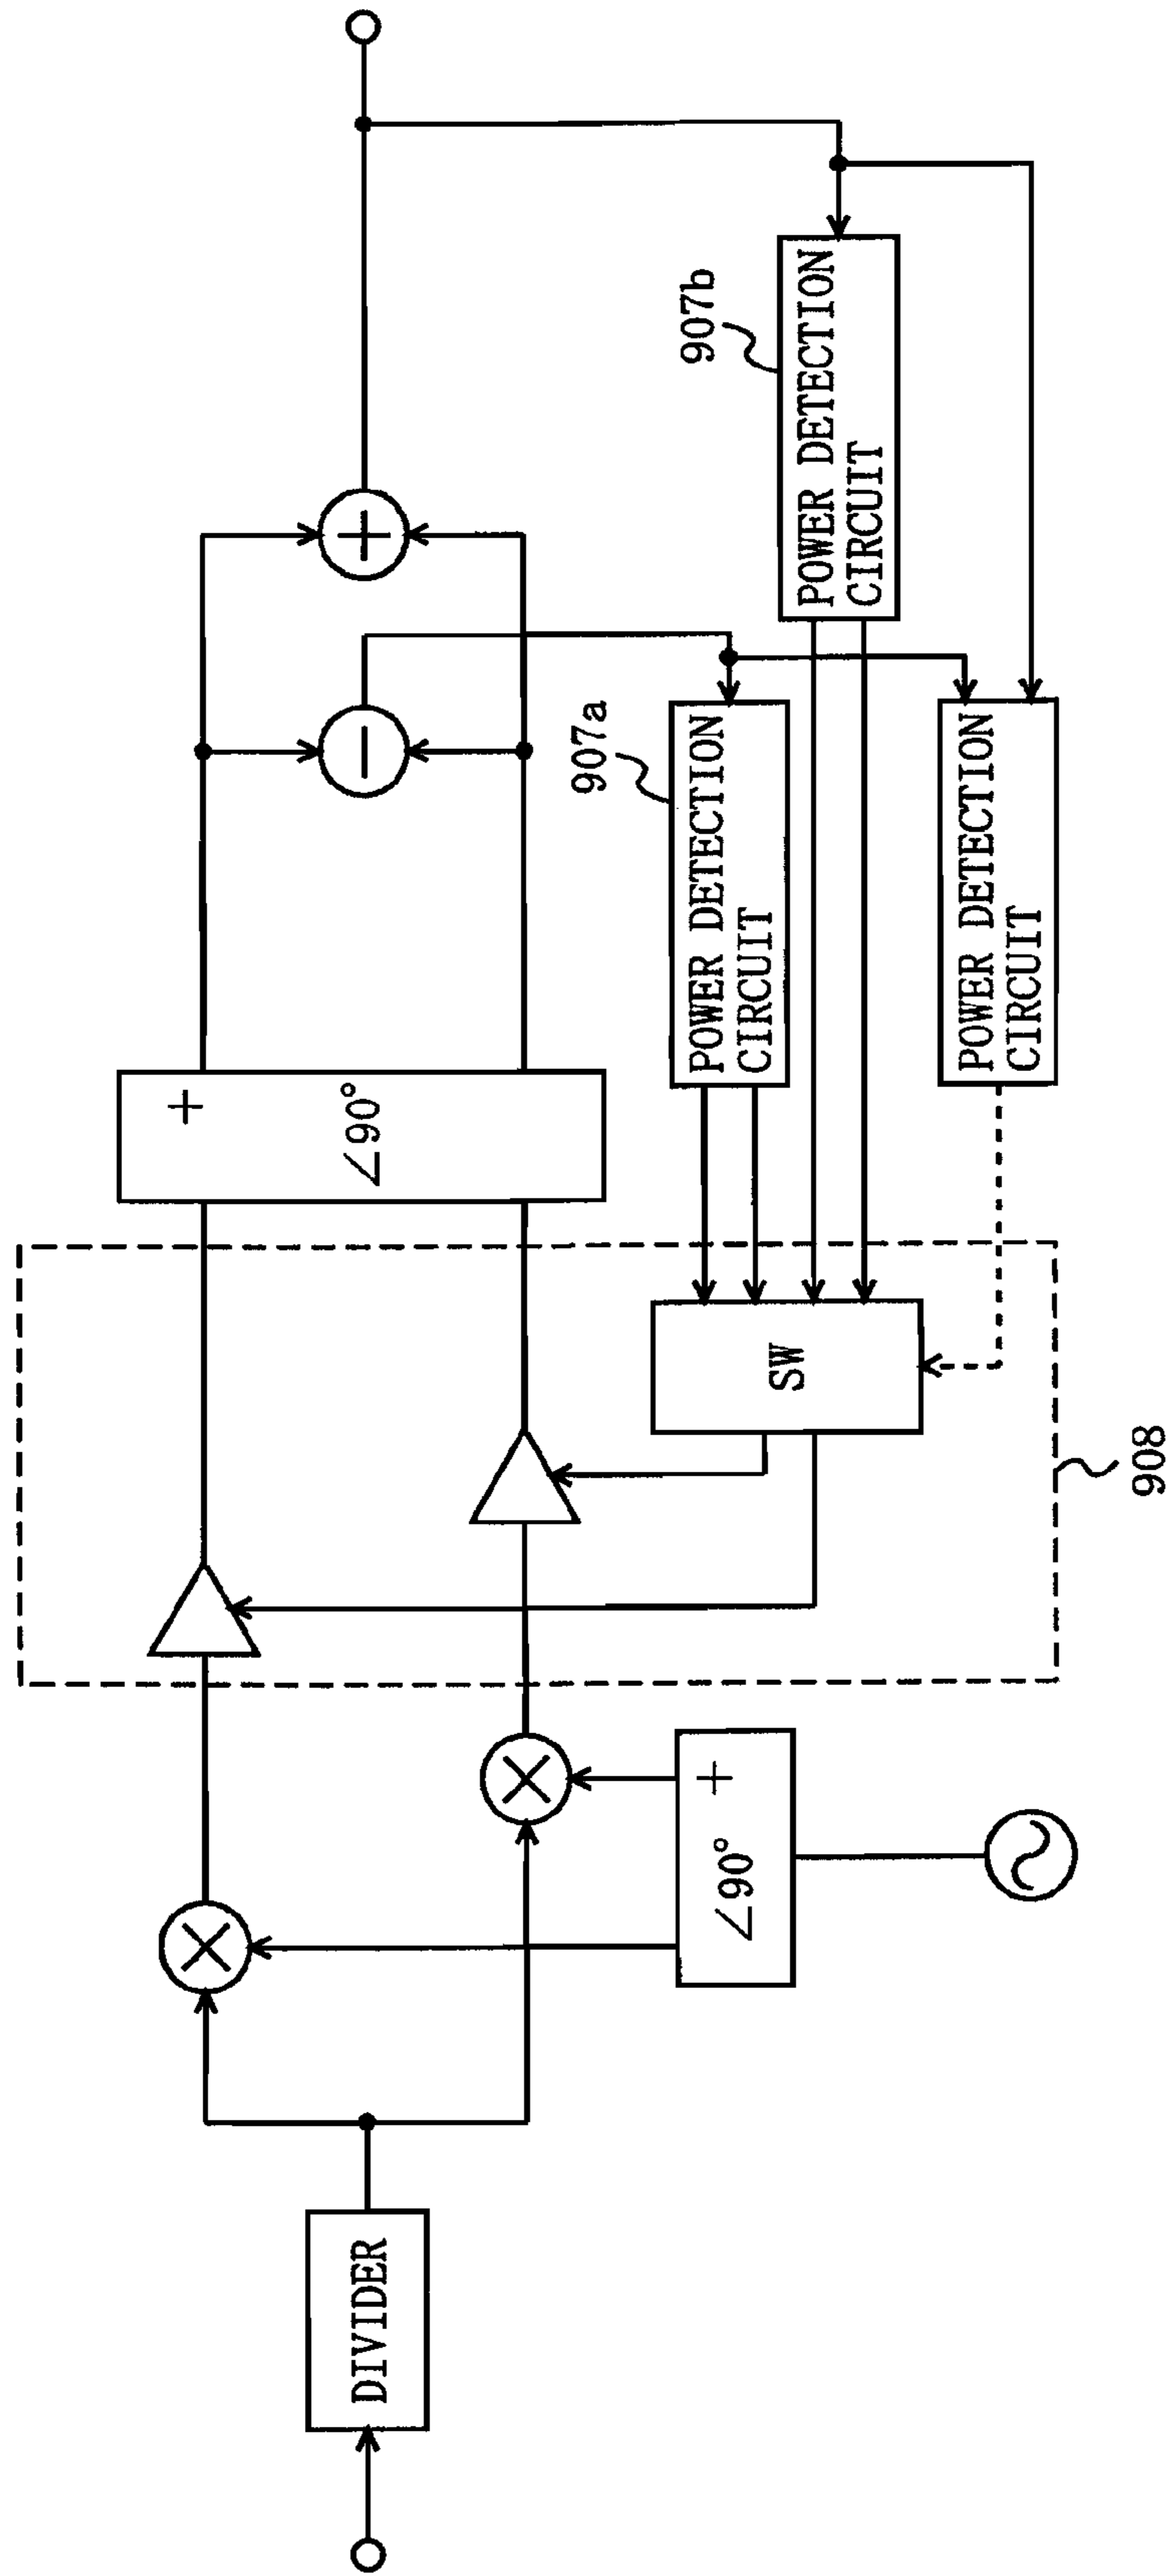 DIVIDER
∠90°
+
908
SW
∠90°
+
907a
POWER DETECTION
CIRCUIT
907b
POWER DETECTION
CIRCUIT
POWER DETECTION
CIRCUIT